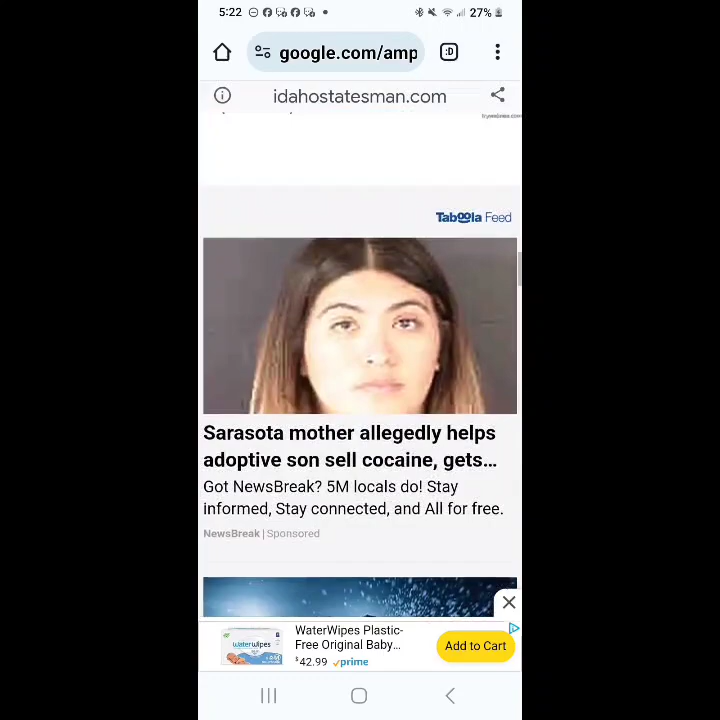 5:22
27%
google.com/amp
:D
idahostatesman.com
Taboola Feed
Sarasota mother allegedly helps
adoptive son sell cocaine, gets...
Got NewsBreak? 5M locals do! Stay
informed, Stay connected, and All for free.
NewsBreak | Sponsored
WaterWipes Plastic-
Free Original Baby...
$42.99 prime
Add to Cart
waterwipes